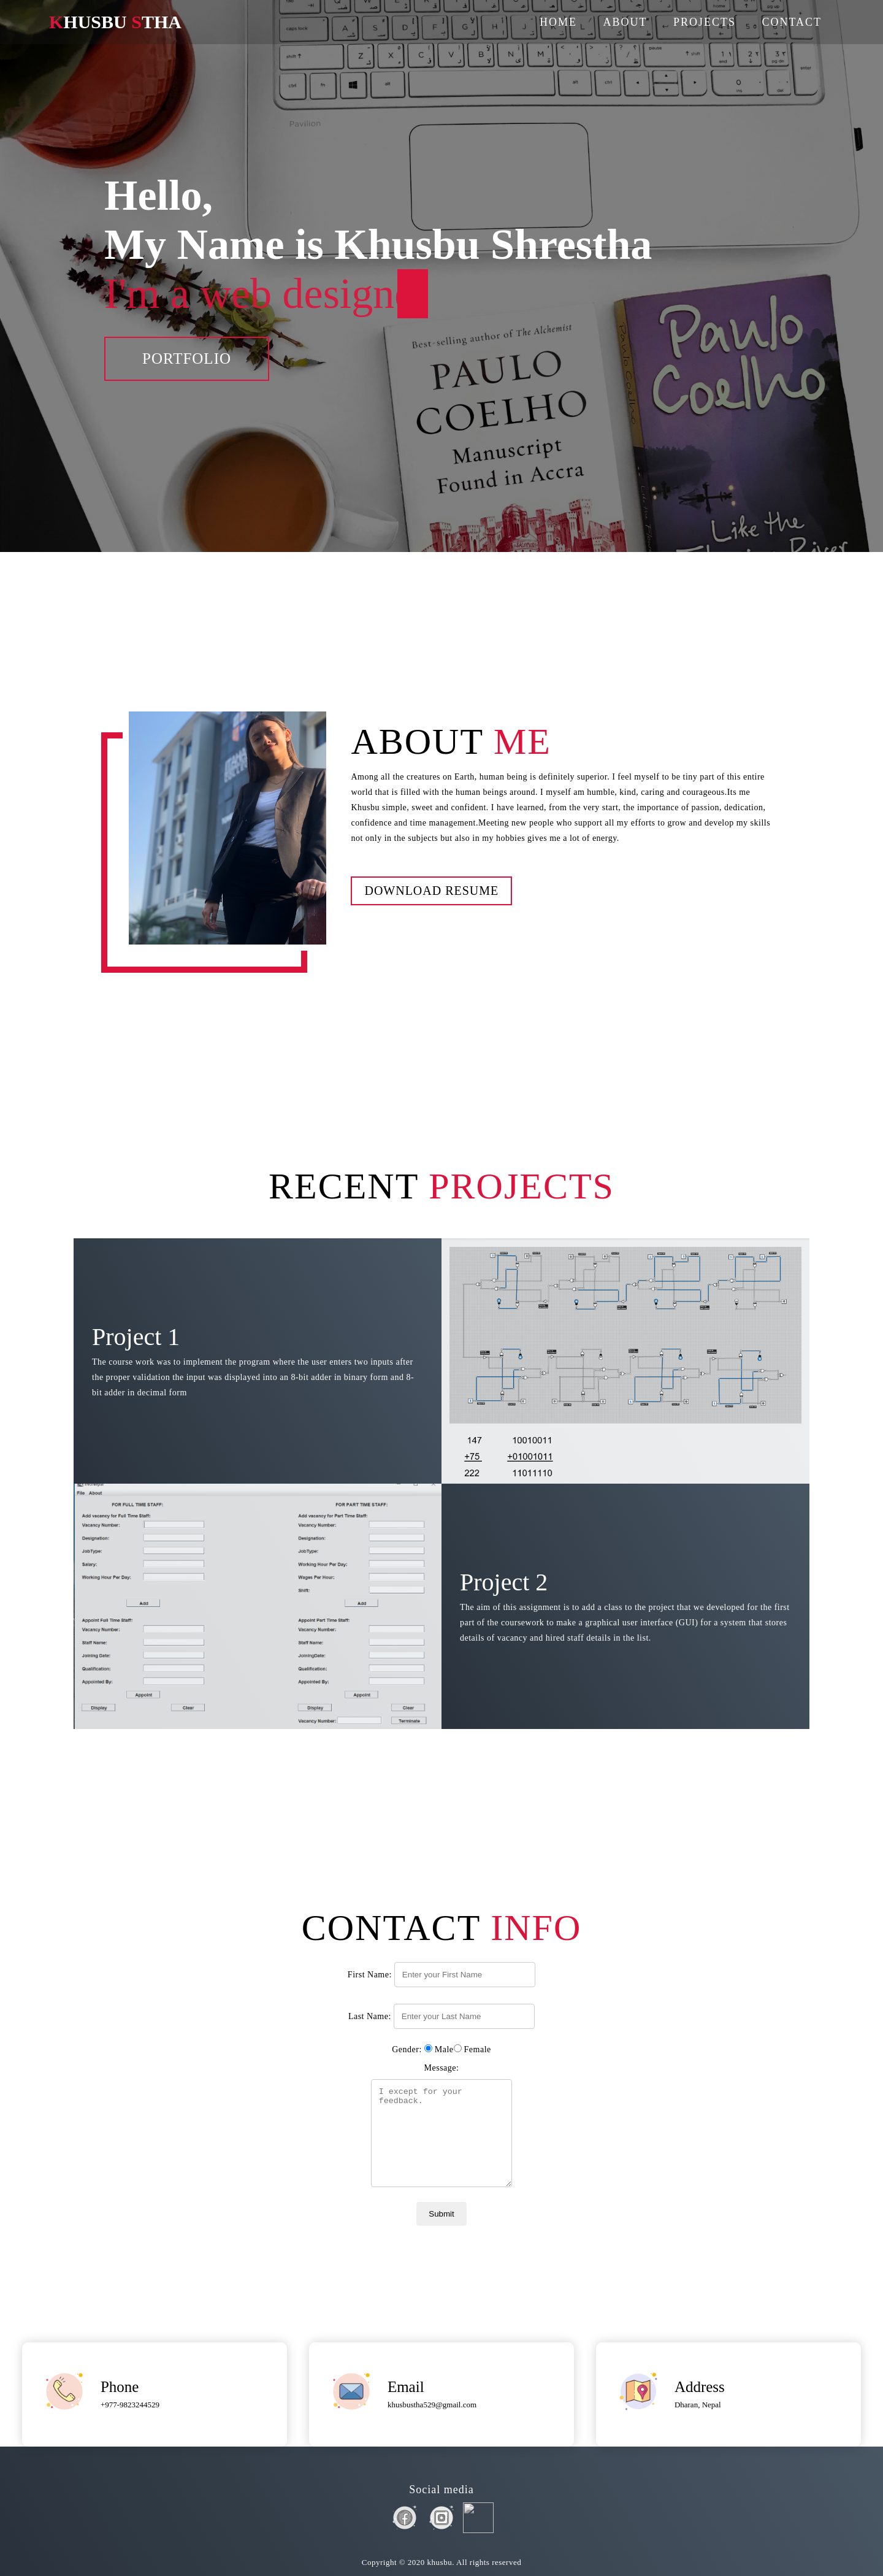 KHUSBU STHA
HOME ABOUT PROJECTS CONTACT
Pavilion
Hello,
My Name is Khusbu Shrestha
I'm a web designe
PORTFOLIO
Best-selling author of The Alchemist
PAULO
COELHO
Manuscript
Found in Accra
Paulo
Coelho
Like the
ABOUT ME
Among all the creatures on Earth, human being is definitely superior. I feel myself to be tiny part of this entire
world that is filled with the human beings around. I myself am humble, kind, caring and courageous.Its me
Khusbu simple, sweet and confident. I have learned, from the very start, the importance of passion, dedication,
confidence and time management.Meeting new people who support all my efforts to grow and develop my skills
not only in the subjects but also in my hobbies gives me a lot of energy.
DOWNLOAD RESUME
RECENT PROJECTS
Project 1
The course work was to implement the program where the user enters two inputs after
the proper validation the input was displayed into an 8-bit adder in binary form and 8-
bit adder in decimal form
147 10010011
+75 +01001011
222 11011110
File About
FOR FULL TIME STAFF: FOR PART TIME STAFF:
Add vacancy for Full Time Staff: Add vacancy for Part Time Staff:
Vacancy Number: Vacancy Number:
Designation: Designation:
JobType: JobType:
Salary: Working Hour Per Day:
Working Hour Per Day: Wages Per Hour:
Shift:
Add Add
Appoint Full Time Staff: Appoint Part Time Staff:
Vacancy Number: Vacancy Number:
Staff Name: Staff Name:
Joining Date: JoiningDate:
Qualification: Qualification:
Appointed By: Appointed By:
Appoint Appoint
Display Clear Display Clear
Vacancy Number: Terminate
Project 2
The aim of this assignment is to add a class to the project that we developed for the first
part of the coursework to make a graphical user interface (GUI) for a system that stores
details of vacancy and hired staff details in the list.
CONTACT INFO
First Name: Enter your First Name
Last Name: Enter your Last Name
Gender: Male Female
Message:
I except for your
feedback.
Submit
Phone
+977-9823244529
Email
khusbustha529@gmail.com
Address
Dharan, Nepal
Social media
Copyright © 2020 khusbu. All rights reserved